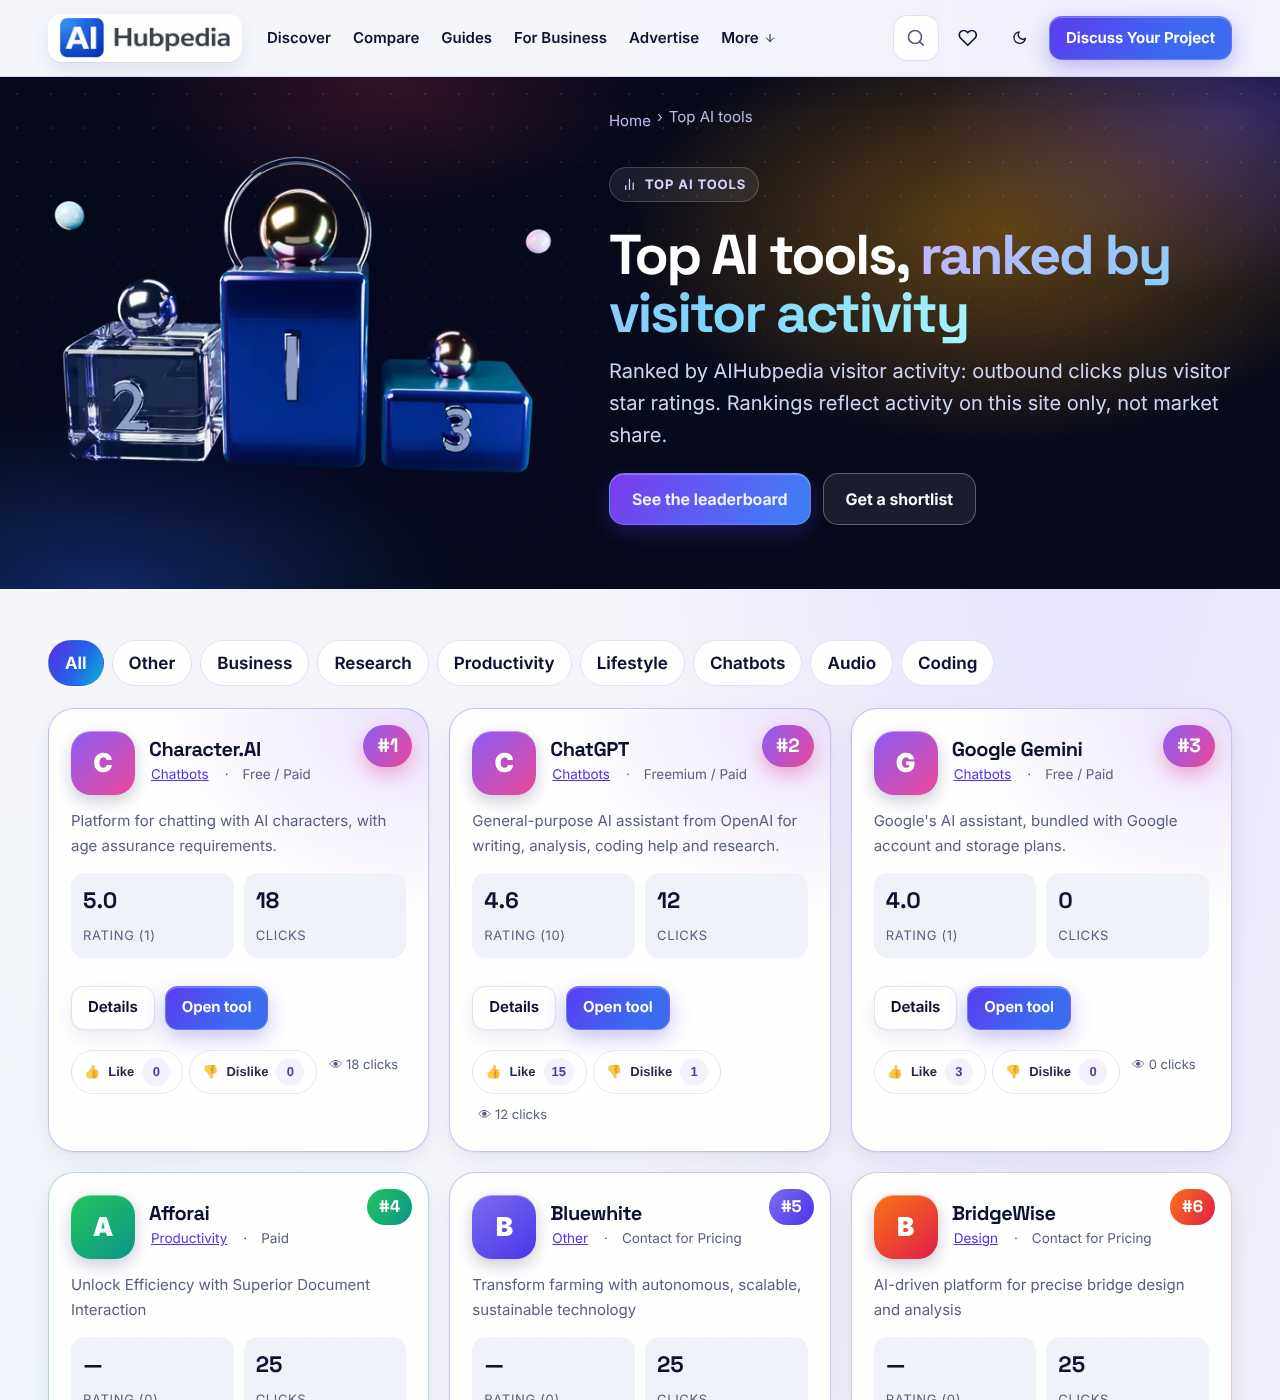 AI Hubpedia
Discover Compare Guides For Business Advertise More ↓
Discuss Your Project
Home › Top AI tools
TOP AI TOOLS
Top AI tools, ranked by
visitor activity
Ranked by AIHubpedia visitor activity: outbound clicks plus visitor
star ratings. Rankings reflect activity on this site only, not market
share.
See the leaderboard Get a shortlist
1
2
3
All Other Business Research Productivity Lifestyle Chatbots Audio Coding
C
Character.AI
#1
Chatbots · Free / Paid
Platform for chatting with AI characters, with
age assurance requirements.
5.0 18
RATING (1) CLICKS
Details Open tool
👍 Like 0 👎 Dislike 0 👁 18 clicks
C
ChatGPT
#2
Chatbots · Freemium / Paid
General-purpose AI assistant from OpenAI for
writing, analysis, coding help and research.
4.6 12
RATING (10) CLICKS
Details Open tool
👍 Like 15 👎 Dislike 1
👁 12 clicks
G
Google Gemini
#3
Chatbots · Free / Paid
Google's AI assistant, bundled with Google
account and storage plans.
4.0 0
RATING (1) CLICKS
Details Open tool
👍 Like 3 👎 Dislike 0 👁 0 clicks
A
Afforai
#4
Productivity · Paid
Unlock Efficiency with Superior Document
Interaction
— 25
RATING (0) CLICKS
B
Bluewhite
#5
Other · Contact for Pricing
Transform farming with autonomous, scalable,
sustainable technology
— 25
RATING (0) CLICKS
B
BridgeWise
#6
Design · Contact for Pricing
AI-driven platform for precise bridge design
and analysis
— 25
RATING (0) CLICKS